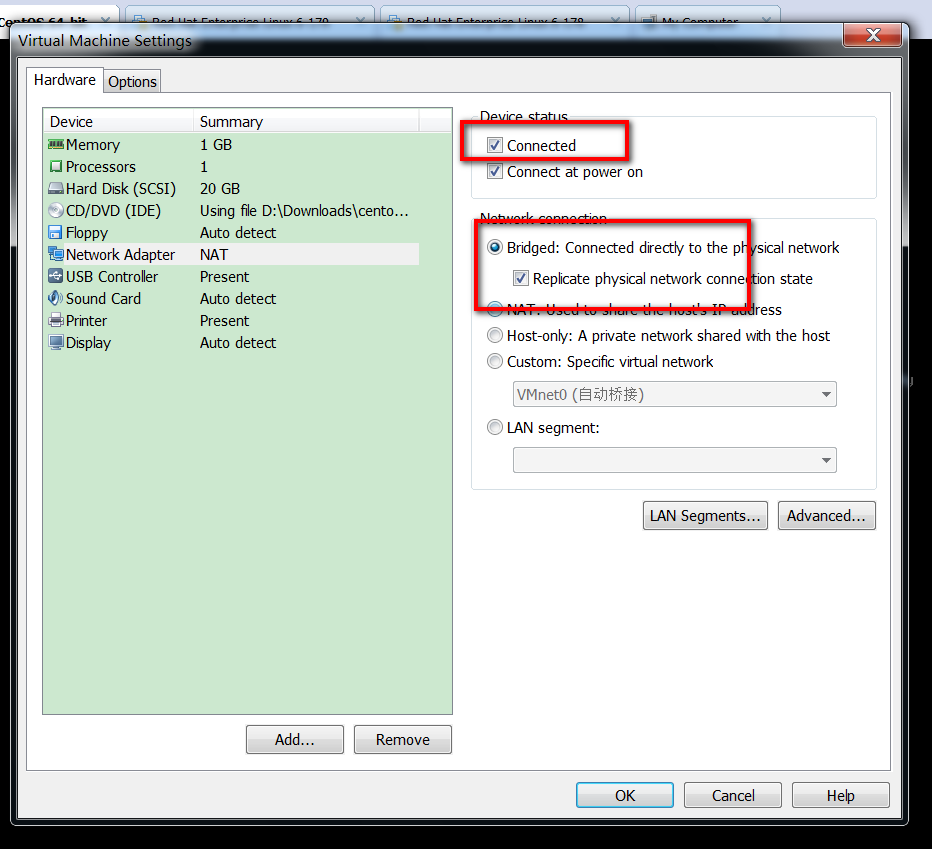 CentOS 64-bit Red Hat Enterprise Linux 6-179 Red Hat Enterprise Linux 6-178 My Computer
Virtual Machine Settings
Hardware Options
Device Summary
Memory 1 GB
Processors 1
Hard Disk (SCSI) 20 GB
CD/DVD (IDE) Using file D:\Downloads\cento...
Floppy Auto detect
Network Adapter NAT
USB Controller Present
Sound Card Auto detect
Printer Present
Display Auto detect
Device status
Connected
Connect at power on
Network connection
Bridged: Connected directly to the physical network
Replicate physical network connection state
NAT: Used to share the host's IP address
Host-only: A private network shared with the host
Custom: Specific virtual network
VMnet0 (自动桥接)
LAN segment:
LAN Segments... Advanced...
Add... Remove
OK Cancel Help